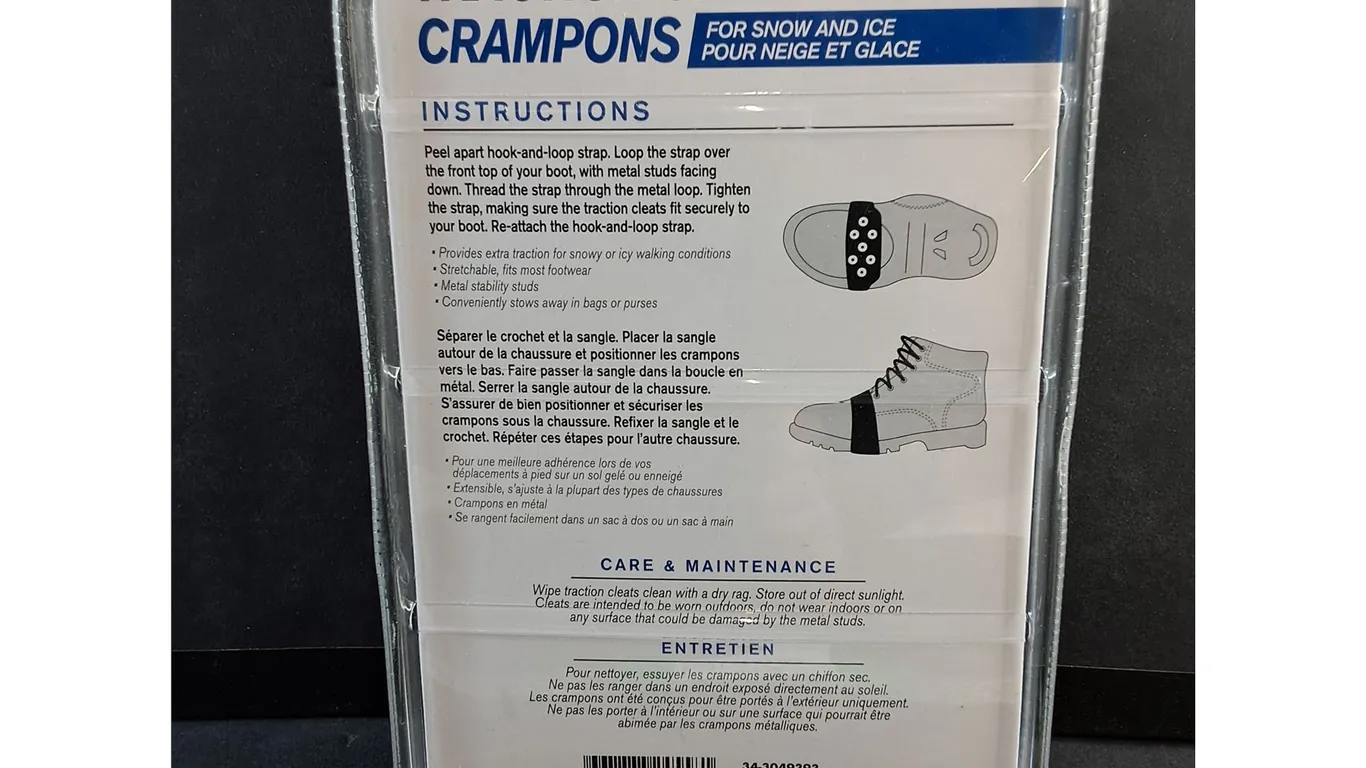 CRAMPONS
FOR SNOW AND ICE
POUR NEIGE ET GLACE
INSTRUCTIONS
Peel apart hook-and-loop strap. Loop the strap over
the front top of your boot, with metal studs facing
down. Thread the strap through the metal loop. Tighten
the strap, making sure the traction cleats fit securely to
your boot. Re-attach the hook-and-loop strap.
• Provides extra traction for snowy or icy walking conditions
• Stretchable, fits most footwear
• Metal stability studs
• Conveniently stows away in bags or purses
Séparer le crochet et la sangle. Placer la sangle
autour de la chaussure et positionner les crampons
vers le bas. Faire passer la sangle dans la boucle en
métal. Serrer la sangle autour de la chaussure.
S'assurer de bien positionner et sécuriser les
crampons sous la chaussure. Refixer la sangle et le
crochet. Répéter ces étapes pour l'autre chaussure.
• Pour une meilleure adhérence lors de vos
déplacements à pied sur un sol gelé ou enneigé
• Extensible, s'ajuste à la plupart des types de chaussures
• Crampons en métal
• Se rangent facilement dans un sac à dos ou un sac à main
CARE & MAINTENANCE
Wipe traction cleats clean with a dry rag. Store out of direct sunlight.
Cleats are intended to be worn outdoors, do not wear indoors or on
any surface that could be damaged by the metal studs.
ENTRETIEN
Pour nettoyer, essuyer les crampons avec un chiffon sec.
Ne pas les ranger dans un endroit exposé directement au soleil.
Les crampons ont été conçus pour être portés à l'extérieur uniquement.
Ne pas les porter à l'intérieur ou sur une surface qui pourrait être
abimée par les crampons métalliques.